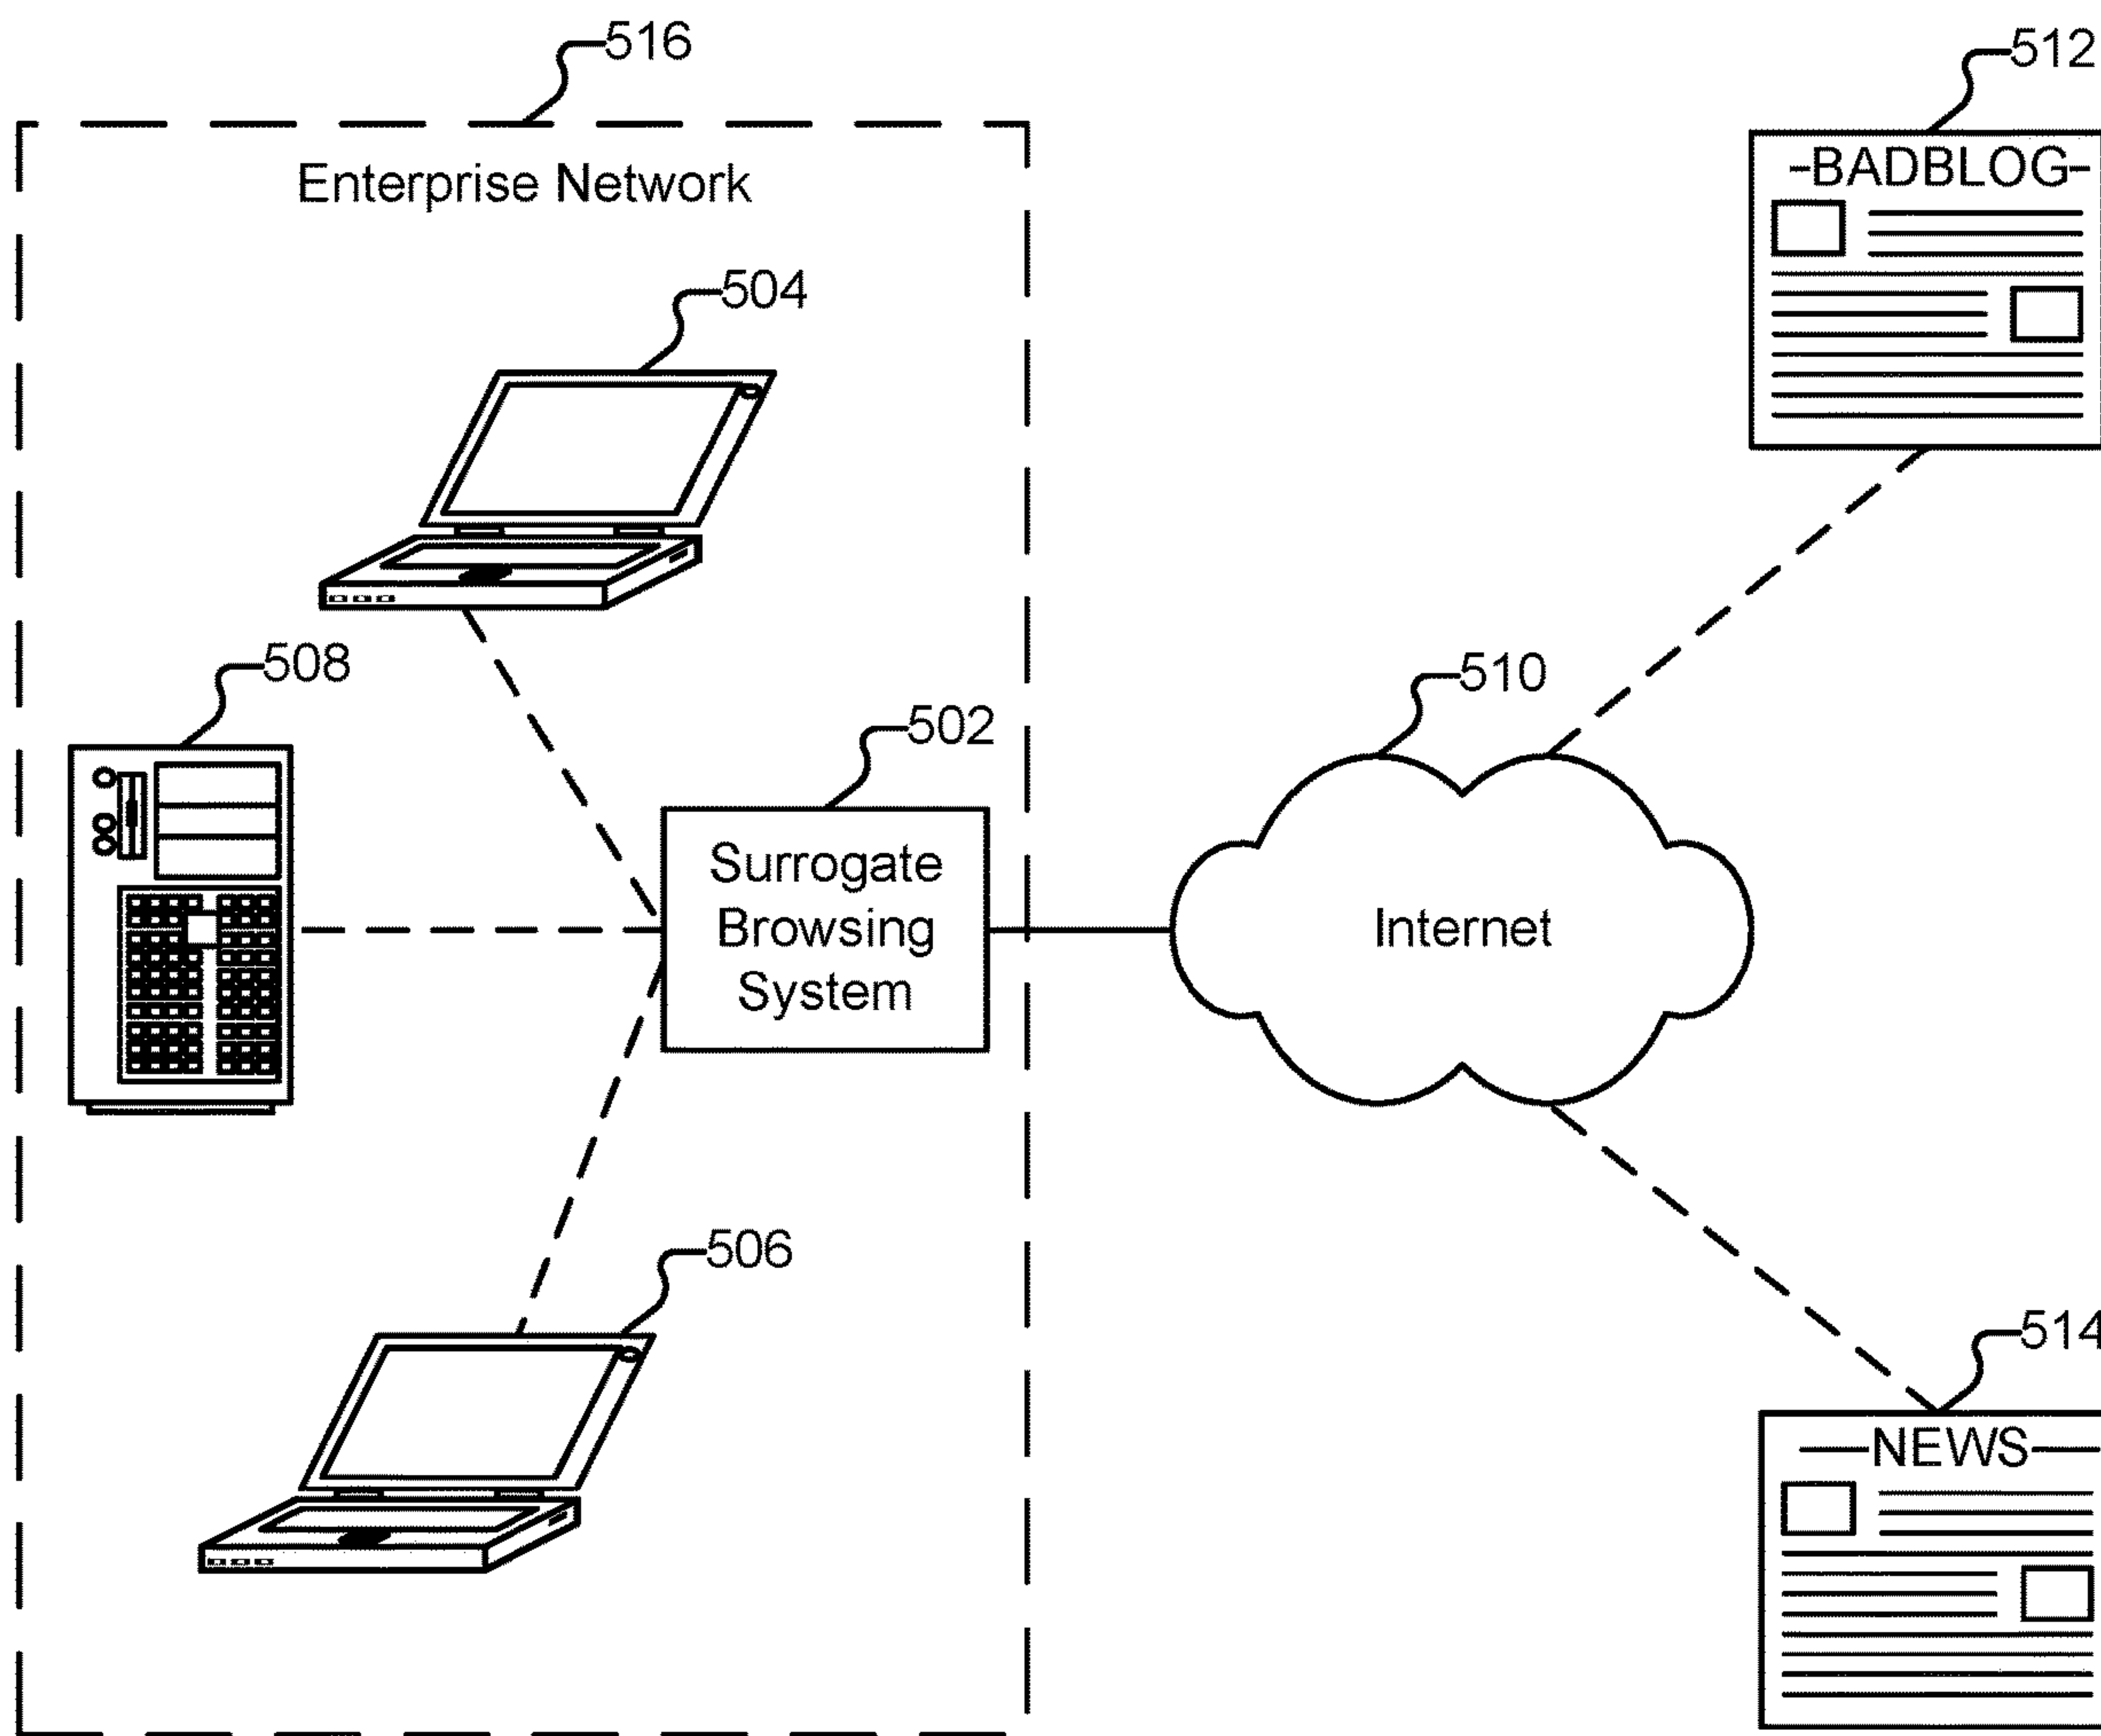 516
512
Enterprise Network
-BADBLOG-
504
508
510
502
Surrogate
Browsing
System
Internet
506
514
NEWS